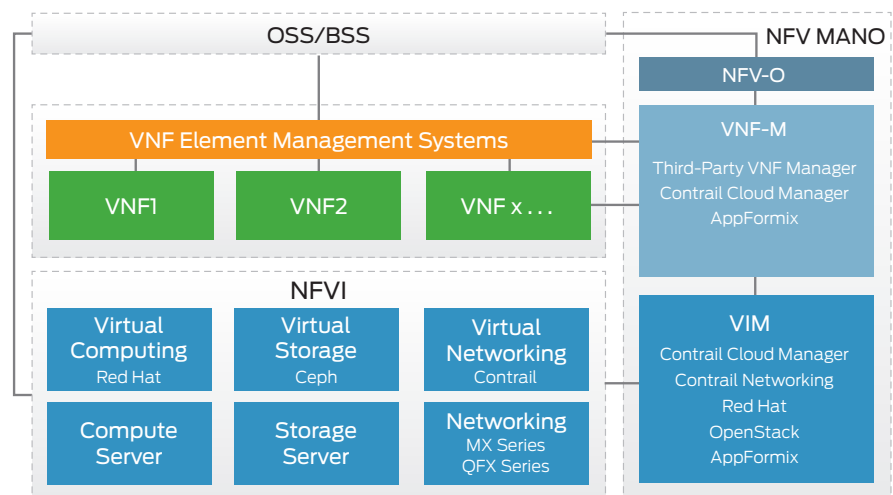 OSS/BSS
NFV MANO
NFV-O
VNF Element Management Systems
VNF1
VNF2
VNF x . . .
VNF-M
Third-Party VNF Manager
Contrail Cloud Manager
AppFormix
NFVI
Virtual
Computing
Red Hat
Virtual
Storage
Ceph
Virtual
Networking
Contrail
Compute
Server
Storage
Server
Networking
MX Series
QFX Series
VIM
Contrail Cloud Manager
Contrail Networking
Red Hat
OpenStack
AppFormix